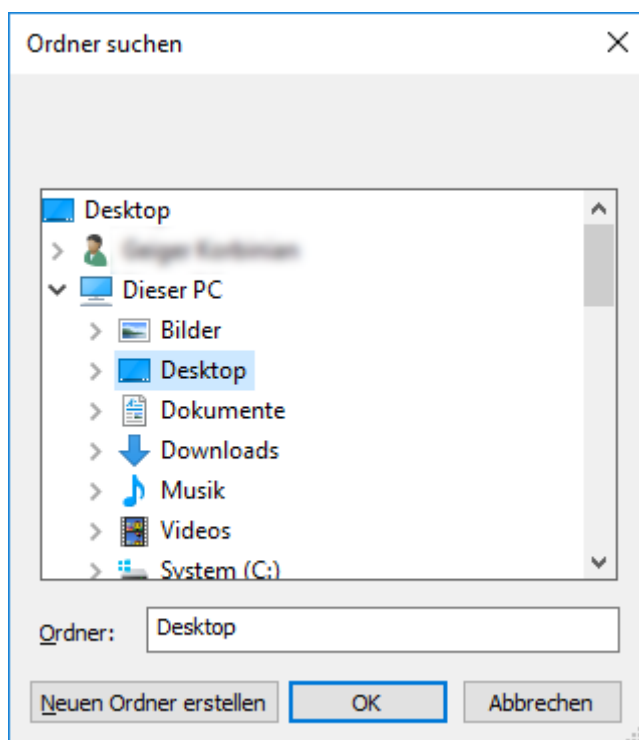 Ordner suchen
Desktop
Dieser PC
Bilder
Desktop
Dokumente
Downloads
Musik
Videos
System (C:)
Ordner: Desktop
Neuen Ordner erstellen OK Abbrechen